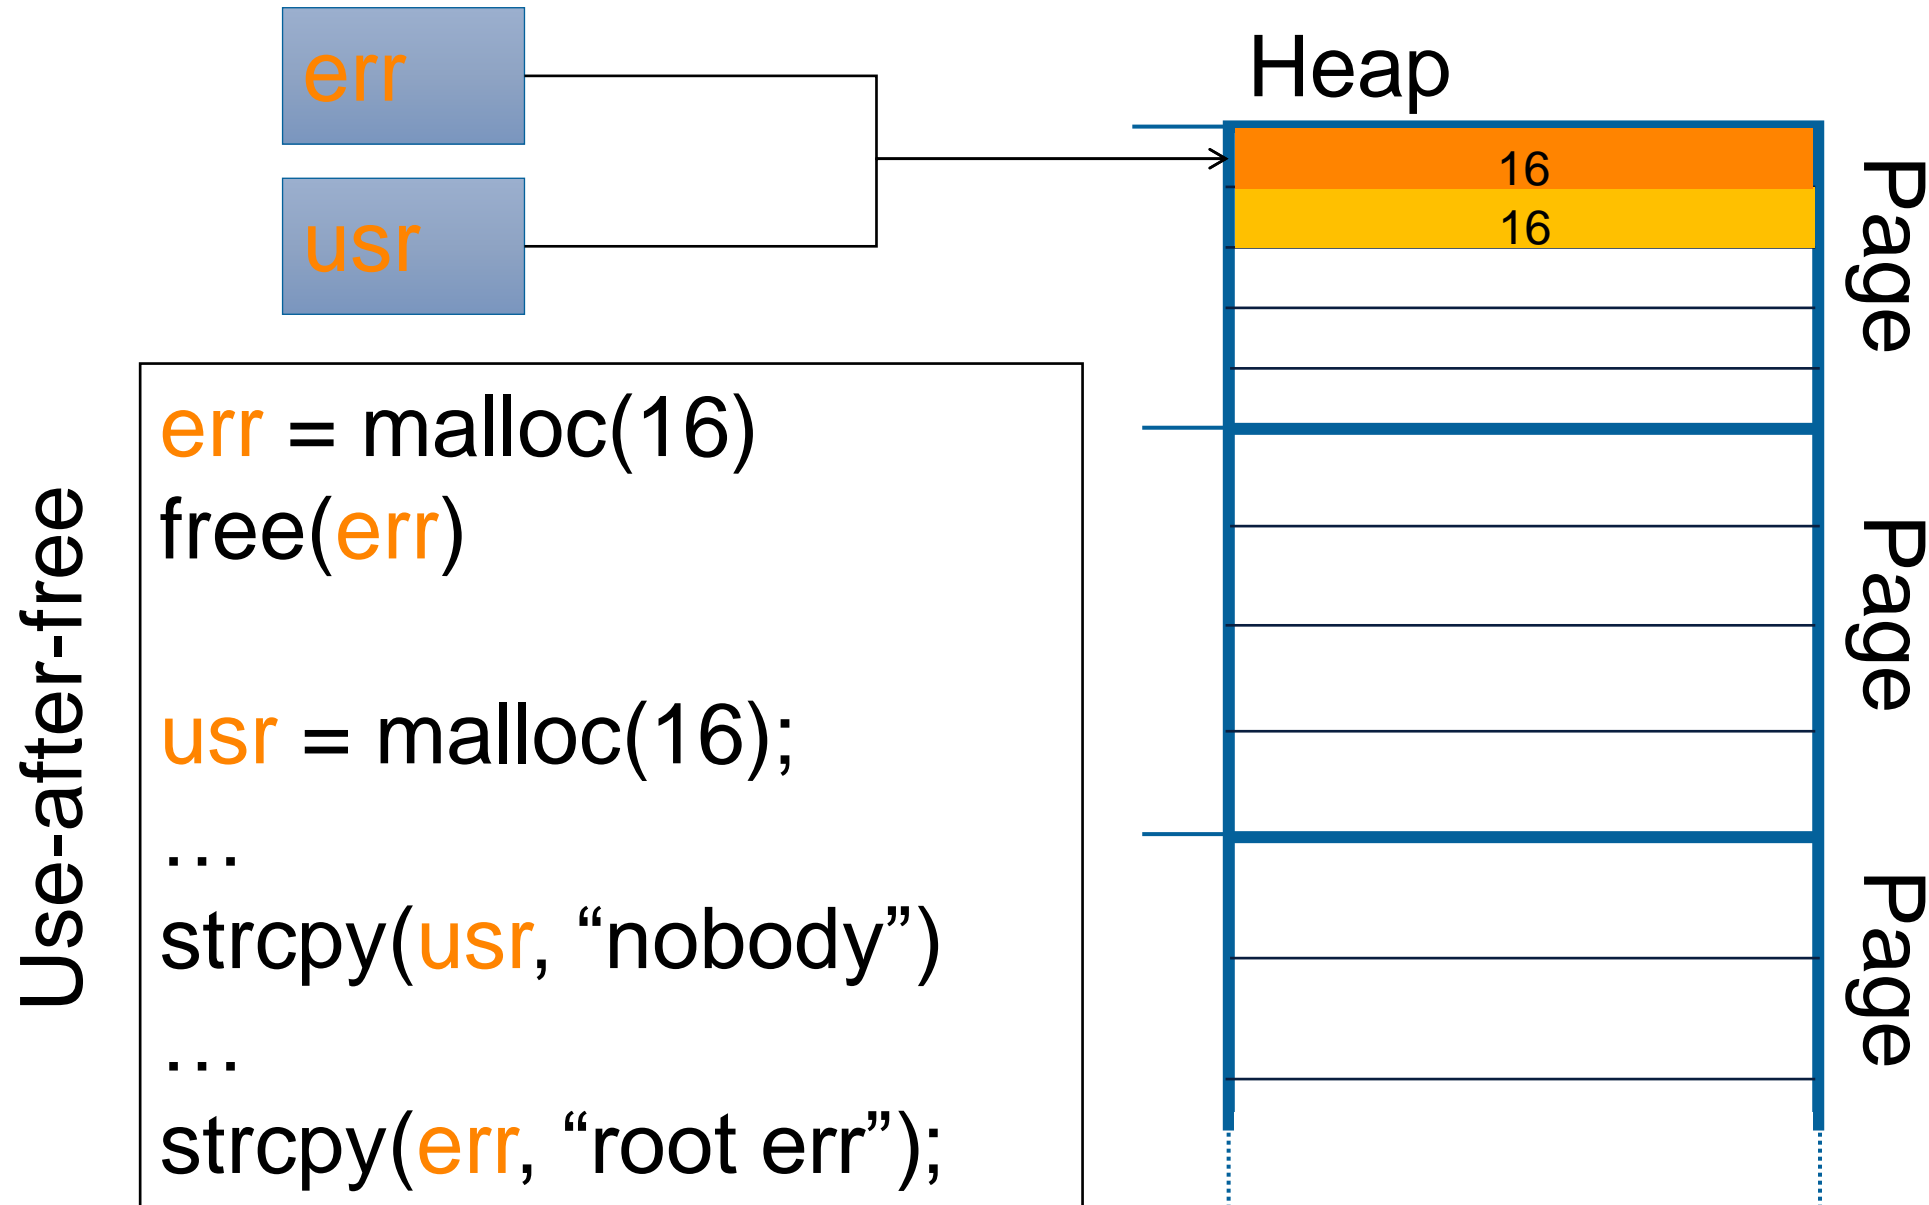 err
usr
Heap
16
16
Page
Page
Page
Use-after-free
err = malloc(16)
free(err)
usr = malloc(16);
…
strcpy(usr, “nobody”)
…
strcpy(err, “root err”);